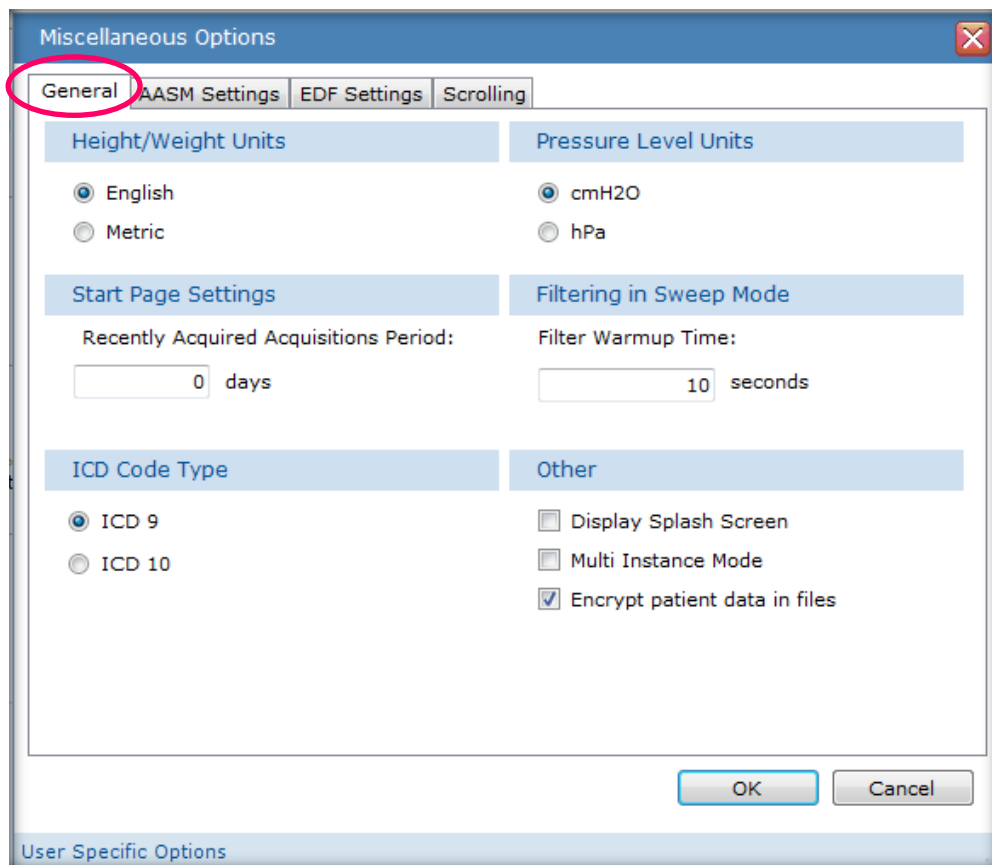 Miscellaneous Options
General AASM Settings EDF Settings Scrolling
Height/Weight Units
English
Metric
Pressure Level Units
cmH2O
hPa
Start Page Settings
Recently Acquired Acquisitions Period:
0 days
Filtering in Sweep Mode
Filter Warmup Time:
10 seconds
ICD Code Type
ICD 9
ICD 10
Other
Display Splash Screen
Multi Instance Mode
Encrypt patient data in files
OK Cancel
User Specific Options